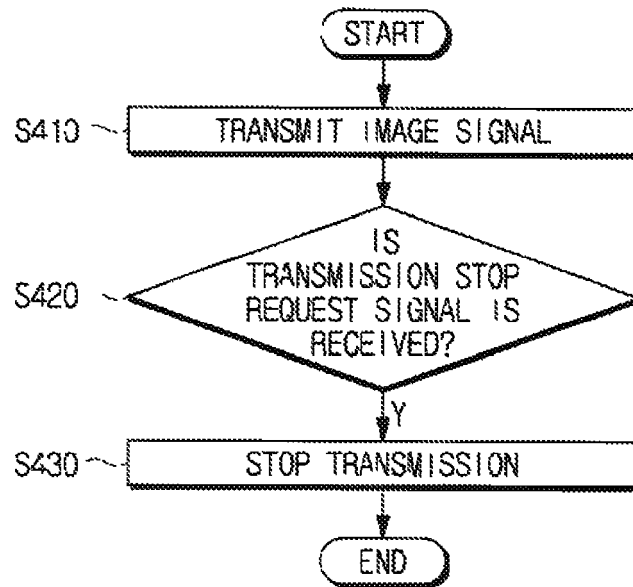 START
S410
TRANSMIT IMAGE SIGNAL
S420
IS
TRANSMISSION STOP
REQUEST SIGNAL IS
RECEIVED?
Y
S430
STOP TRANSMISSION
END